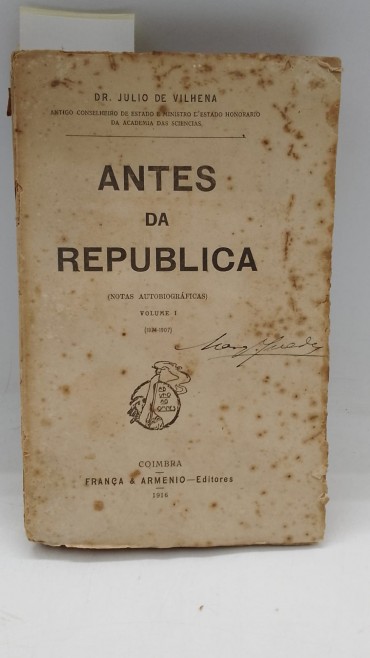 DR. JULIO DE VILHENA
ANTIGO CONSELHEIRO DE ESTADO E MINISTRO D'ESTADO HONORARIO
DA ACADEMIA DAS SCIENCIAS.
ANTES
DA
REPUBLICA
(NOTAS AUTOBIOGRÁFICAS)
VOLUME I
COIMBRA
FRANÇA & ARMENIO—Editores
1916